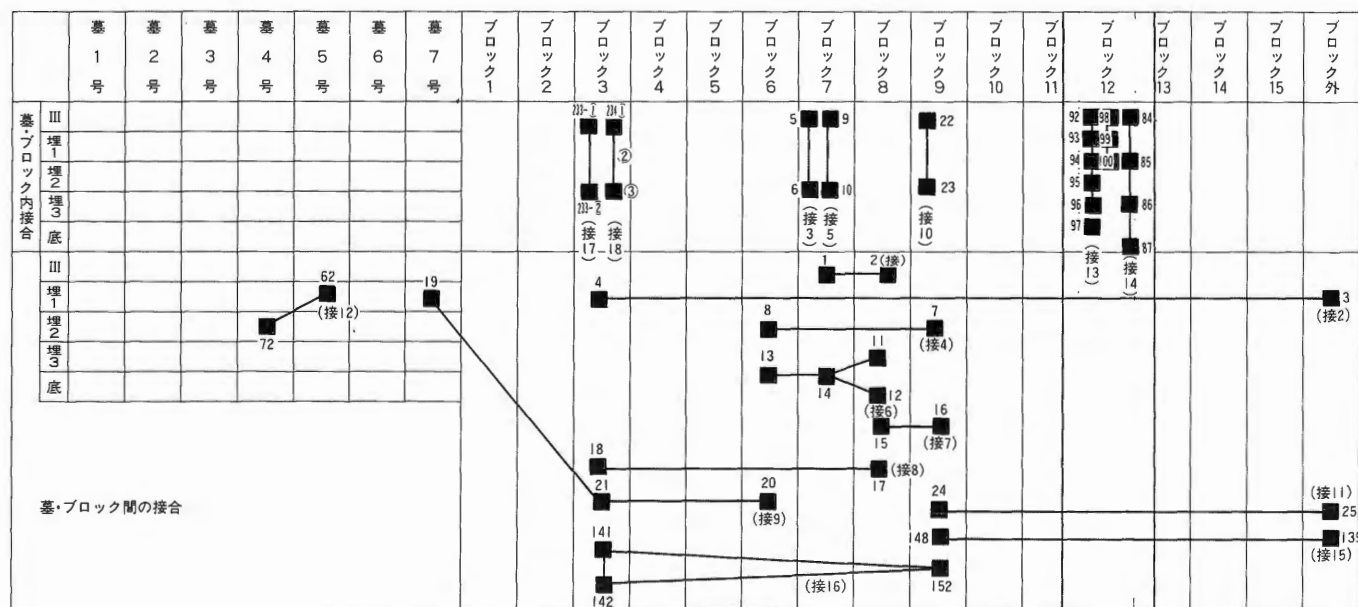 墓1号 墓2号 墓3号 墓4号 墓5号 墓6号 墓7号 ブロック1 ブロック2 ブロック3 ブロック4 ブロック5 ブロック6 ブロック7 ブロック8 ブロック9 ブロック10 ブロック11 ブロック12 ブロック13 ブロック14 ブロック15 ブロック外
墓・ブロック内接合
III
埋1
埋2
埋3
底
233-① 234①
②
③
233-②
(接17)
(接18)
5 9
6 10
(接3)
(接5)
22
23
(接10)
92 98 84
93 99
94 100 85
95
96 86
97 87
(接13)
(接14)
III
埋1
埋2
埋3
底
1 2(接)
62 19 4 3
(接12) (接2)
72
8 7
(接4)
13 11
14 12
(接6)
15 16
(接7)
18 17 (接8)
21 20
(接9)
24 25
(接11)
墓・ブロック間の接合
141 148 139
(接15)
142 (接16) 152